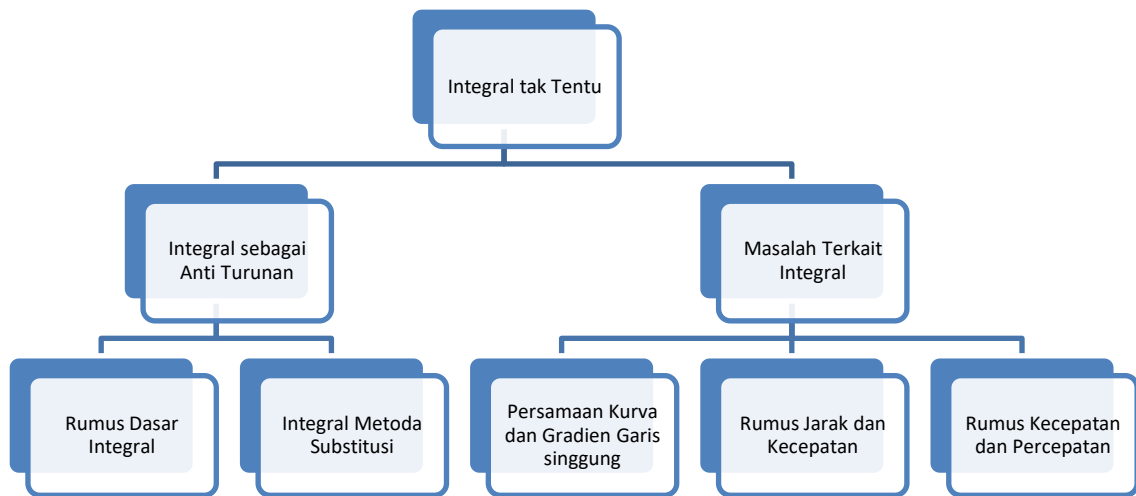 Integral tak Tentu
Integral sebagai
Anti Turunan
Masalah Terkait
Integral
Rumus Dasar
Integral
Integral Metoda
Substitusi
Persamaan Kurva
dan Gradien Garis
singgung
Rumus Jarak dan
Kecepatan
Rumus Kecepatan
dan Percepatan